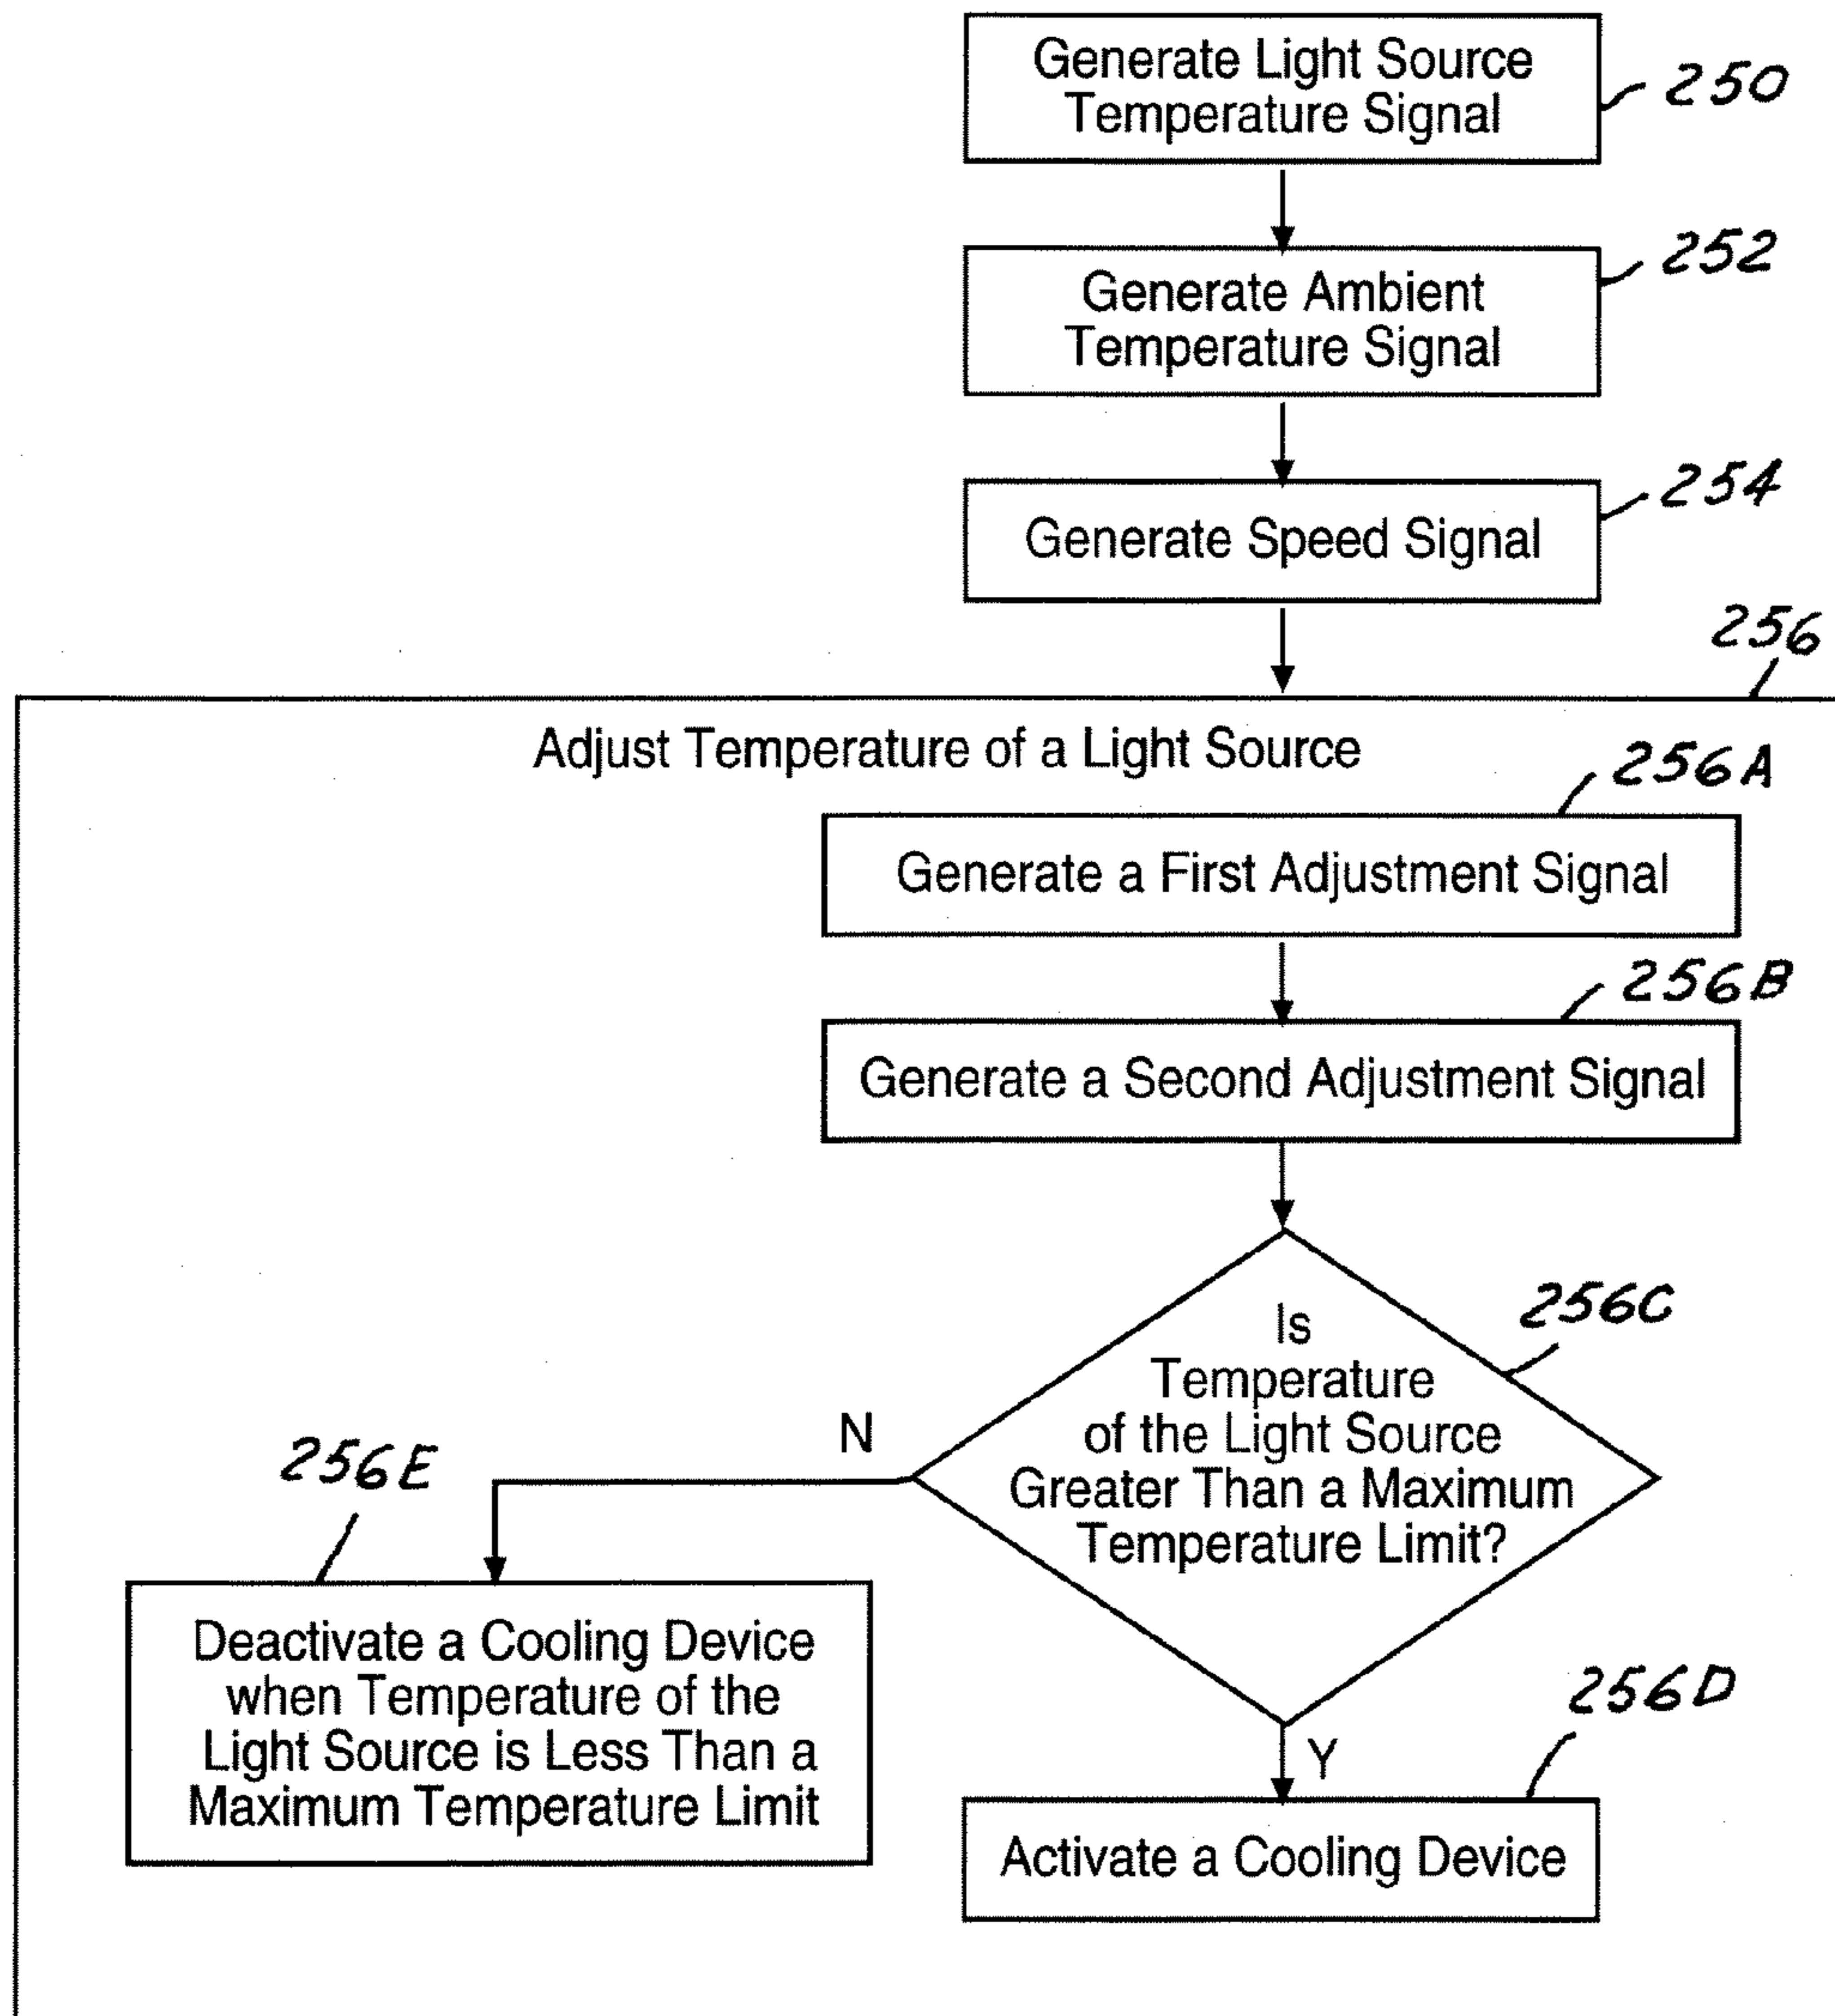 Generate Light Source
Temperature Signal
250
Generate Ambient
Temperature Signal
252
Generate Speed Signal
254
256
Adjust Temperature of a Light Source
256A
Generate a First Adjustment Signal
256B
Generate a Second Adjustment Signal
256C
Is
Temperature
of the Light Source
Greater Than a Maximum
Temperature Limit?
N
256E
Deactivate a Cooling Device
when Temperature of the
Light Source is Less Than a
Maximum Temperature Limit
Y
256D
Activate a Cooling Device